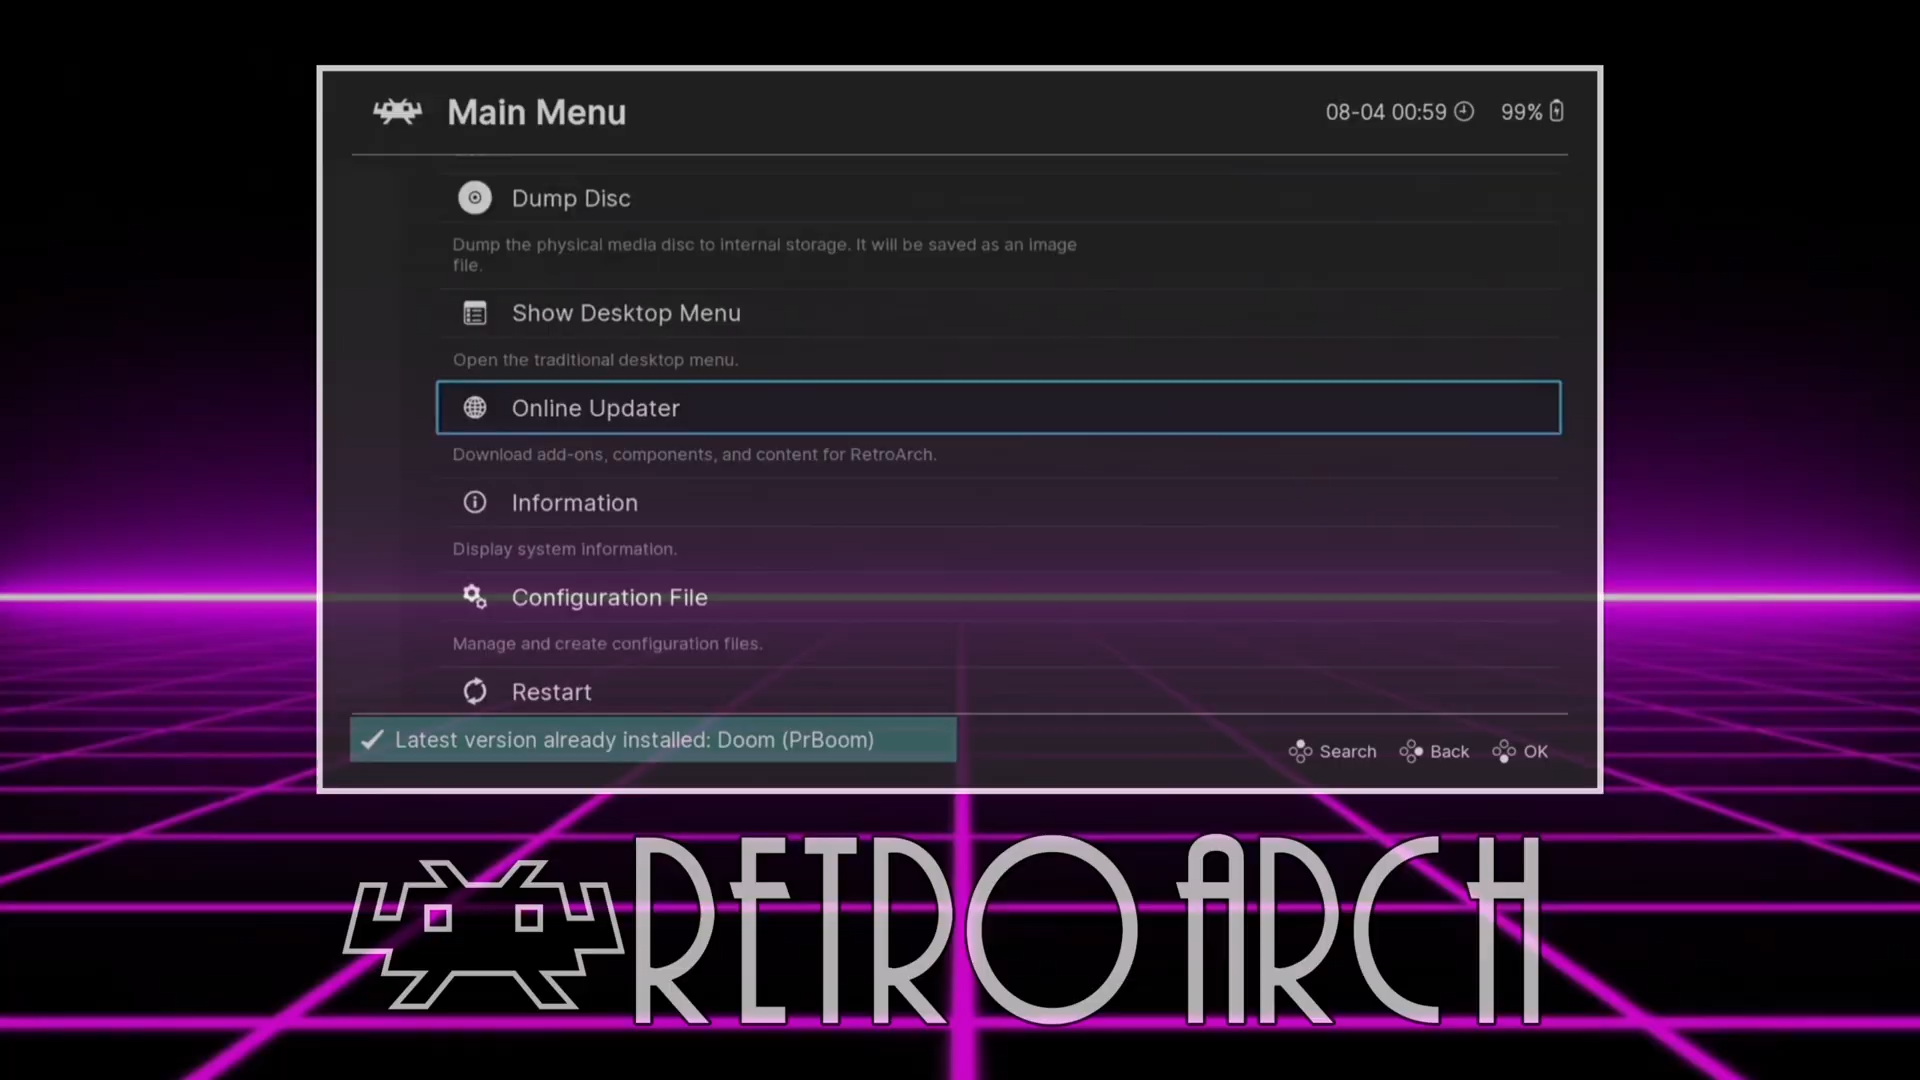 Main Menu
08-04 00:59
99%
Dump Disc
Dump the physical media disc to internal storage. It will be saved as an image
file.
Show Desktop Menu
Open the traditional desktop menu.
Online Updater
Download add-ons, components, and content for RetroArch.
Information
Display system information.
Configuration File
Manage and create configuration files.
Restart
Latest version already installed: Doom (PrBoom)
Search
Back
OK
RETROARCH